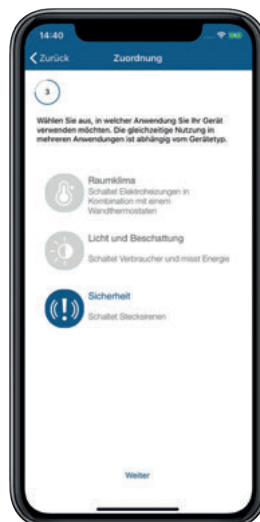 14:40
Zurück Zuordnung
3
Wählen Sie aus, in welcher Anwendung Sie Ihr Gerät
verwenden möchten. Die gleichzeitige Nutzung in
mehreren Anwendungen ist abhängig vom Gerätetyp.
Raumklima
Schaltet Elektroheizungen in
Kombination mit einem
Wandthermostaten
Licht und Beschattung
Schaltet Verbraucher und misst Energie
Sicherheit
Schaltet Stecksirenen
Weiter